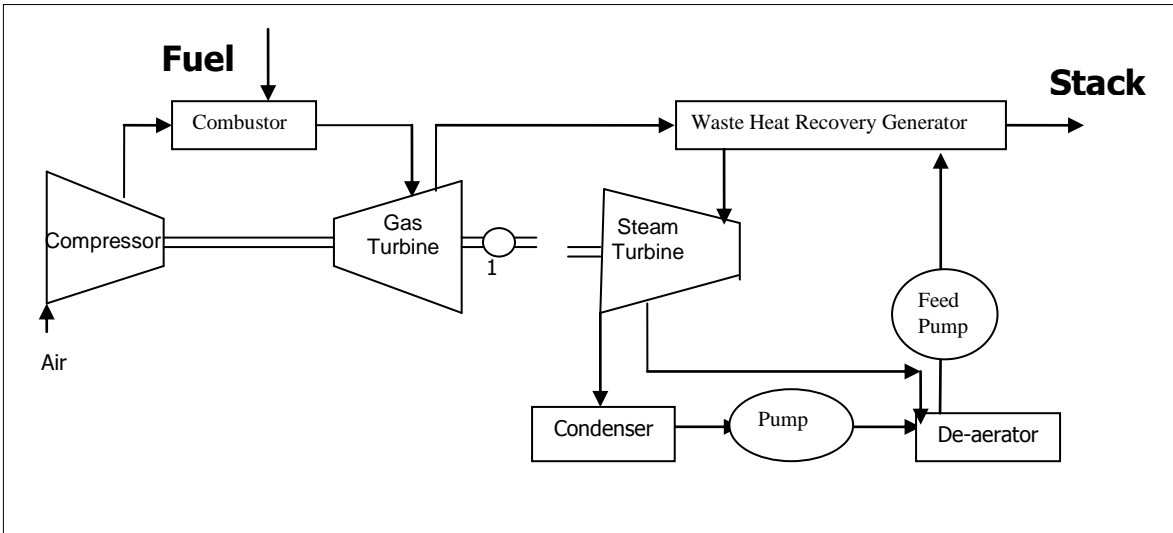 Fuel
Stack
Combustor
Waste Heat Recovery Generator
Compressor
Gas
Turbine
Steam
Turbine
1
Air
Feed
Pump
Condenser
Pump
De-aerator